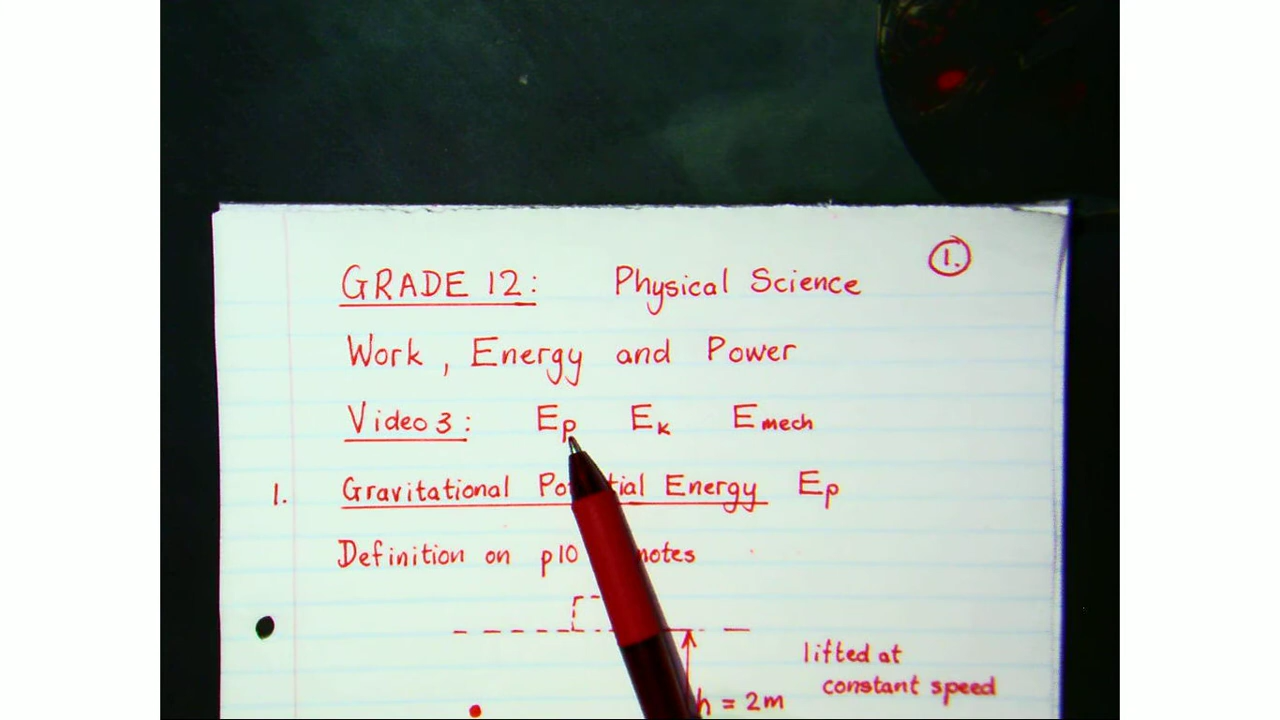 1.
GRADE 12: Physical Science
Work, Energy and Power
Video 3: Ep Ek Emech
1. Gravitational Energy Ep
Definition on p10 notes
lifted at
constant speed
h = 2m